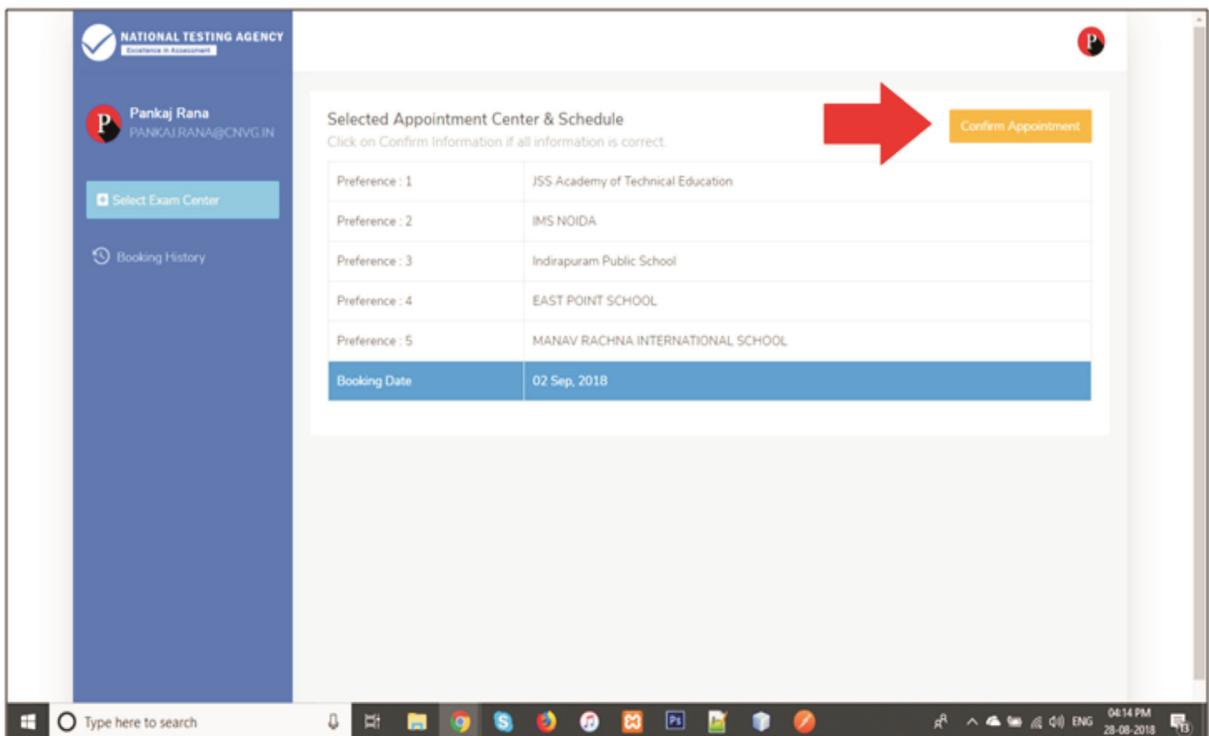 NATIONAL TESTING AGENCY
Excellence in Assessment
P
P
Pankaj Rana
PANKAJ.RANA@CNVG.IN
Select Exam Center
Booking History
Selected Appointment Center & Schedule
Click on Confirm Information if all information is correct.
Confirm Appointment
Preference : 1 JSS Academy of Technical Education
Preference : 2 IMS NOIDA
Preference : 3 Indirapuram Public School
Preference : 4 EAST POINT SCHOOL
Preference : 5 MANAV RACHNA INTERNATIONAL SCHOOL
Booking Date 02 Sep, 2018
Type here to search
Ps
ENG
04:14 PM
28-08-2018
13